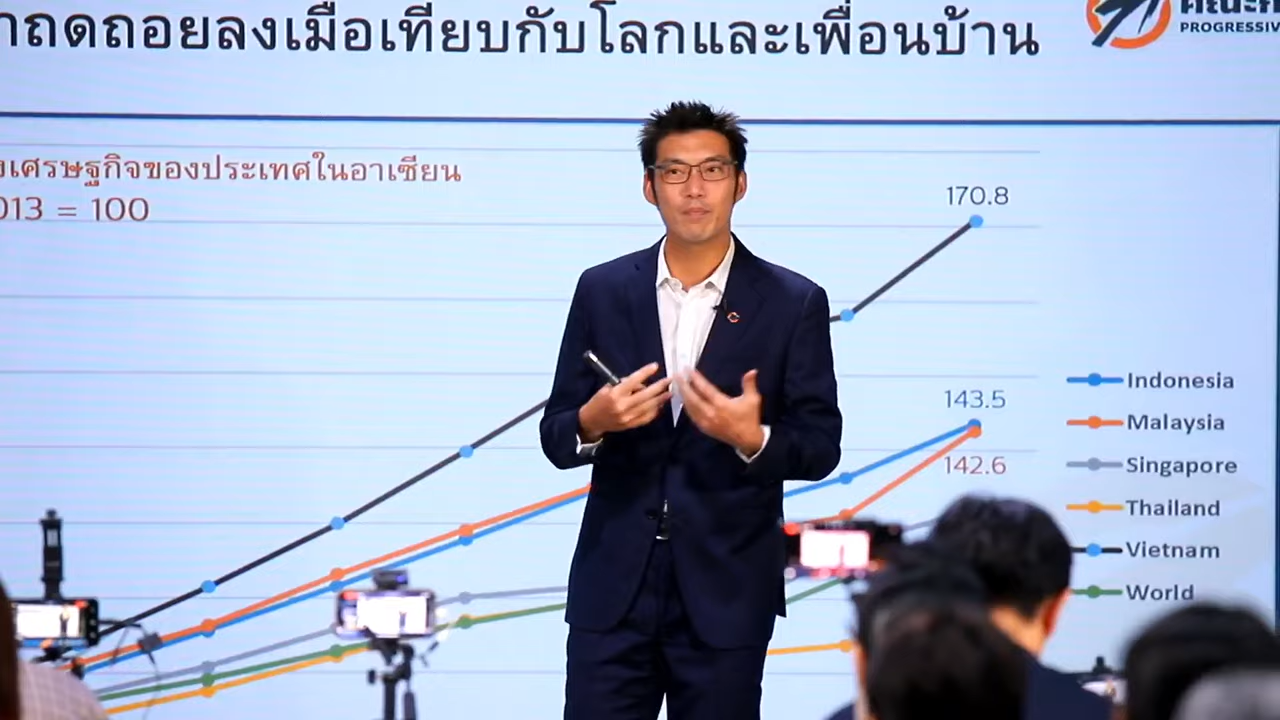 ถดถอยลงเมื่อเทียบกับโลกและเพื่อนบ้าน
PROGRESSIV
เศรษฐกิจของประเทศในอาเซียน
013 = 100
170.8
143.5
142.6
Indonesia
Malaysia
Singapore
Thailand
Vietnam
World